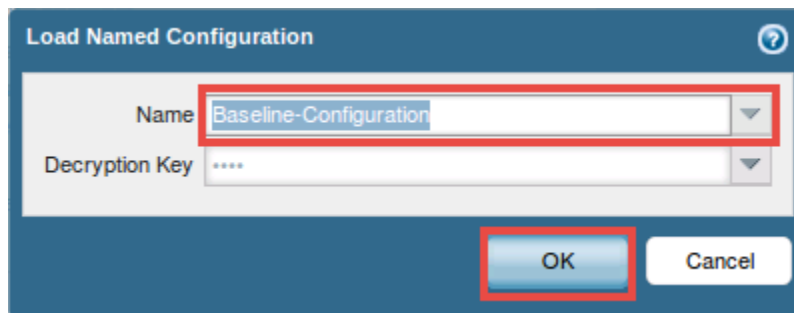 Load Named Configuration
Name Baseline-Configuration
Decryption Key ••••
OK Cancel